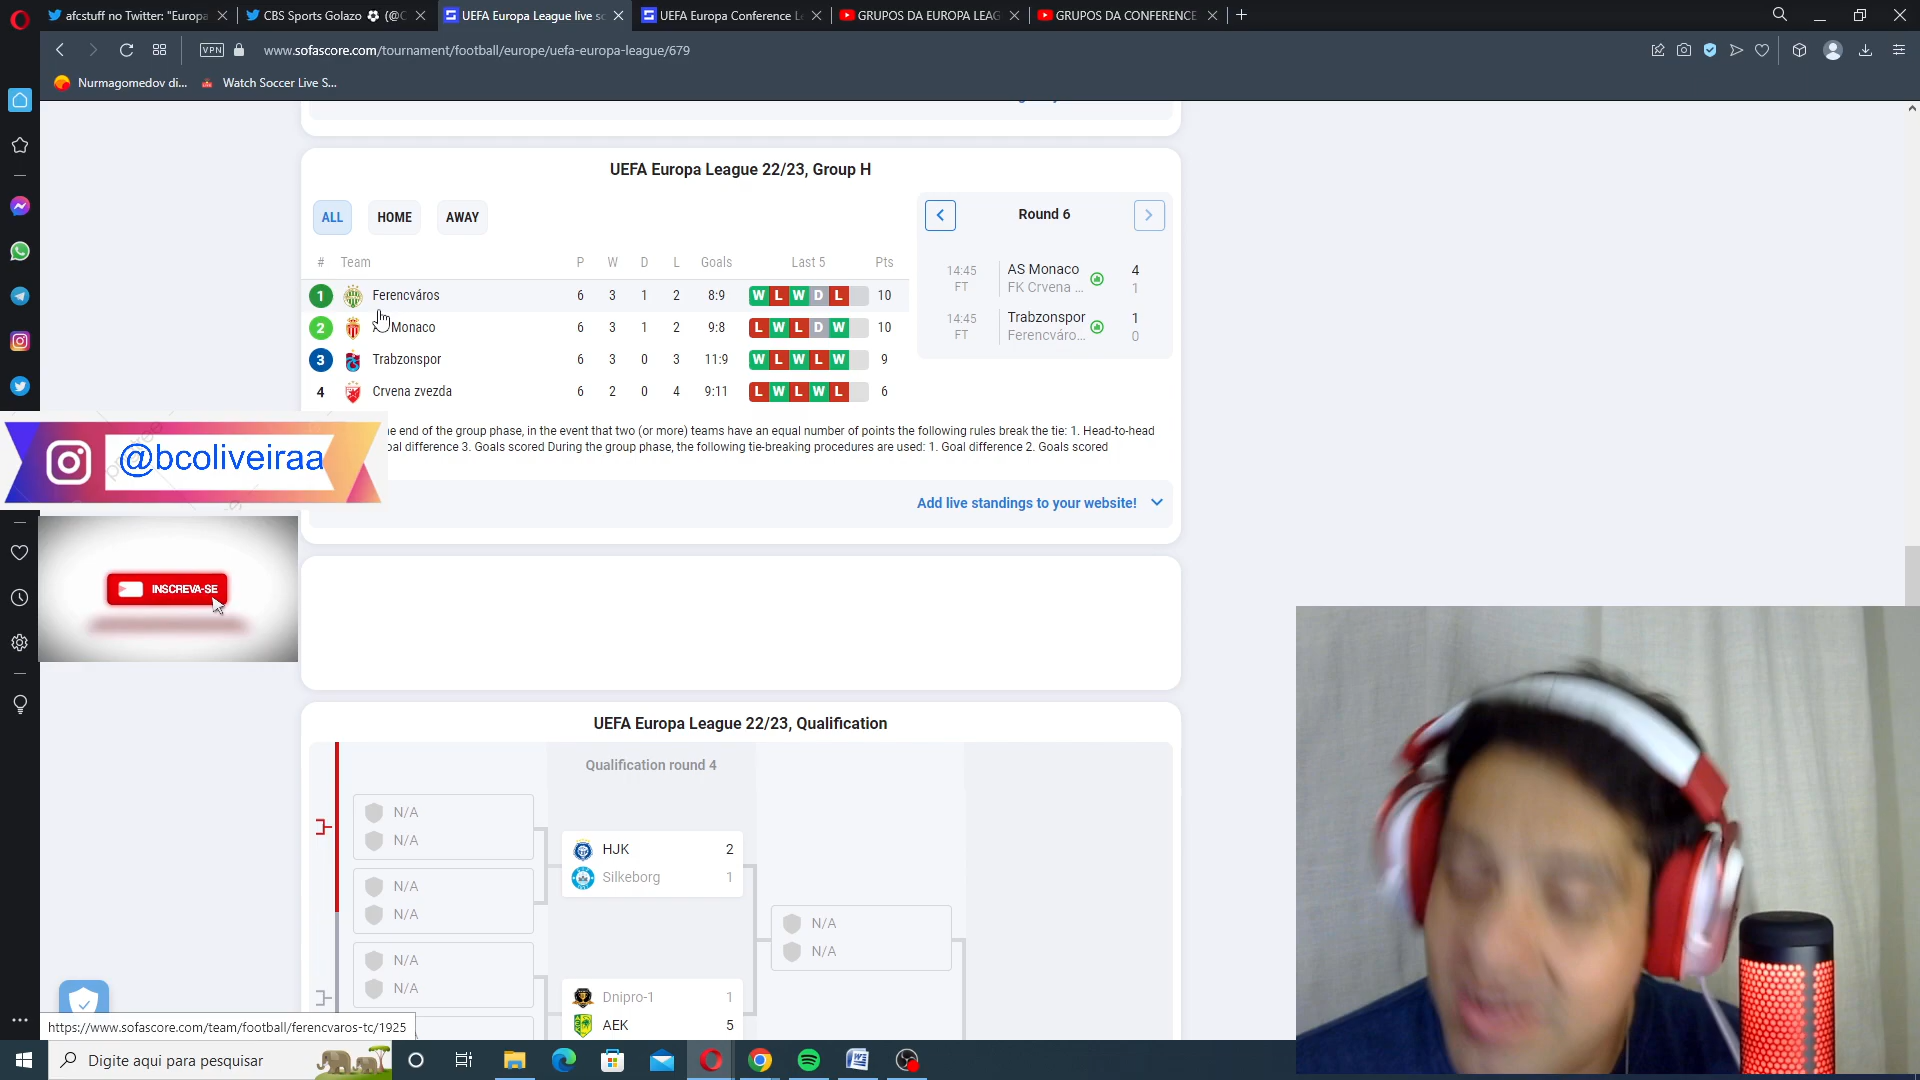 afcstuff no Twitter: "Europa
CBS Sports Golazo ⚽ (@C
UEFA Europa League live sc
UEFA Europa Conference L
GRUPOS DA EUROPA LEAG
GRUPOS DA CONFERENCE
VPN
www.sofascore.com/tournament/football/europe/uefa-europa-league/679
Nurmagomedov di...
Watch Soccer Live S...
UEFA Europa League 22/23, Group H
ALL HOME AWAY
Round 6
# Team P W D L Goals Last 5 Pts
1 Ferencváros 6 3 1 2 8:9 W L W D L 10
2 Monaco 6 3 1 2 9:8 L W L D W 10
3 Trabzonspor 6 3 0 3 11:9 W L W L W 9
4 Crvena zvezda 6 2 0 4 9:11 L W L W L 6
14:45 AS Monaco 4
FT FK Crvena ... 1
14:45 Trabzonspor 1
FT Ferencváro... 0
end of the group phase, in the event that two (or more) teams have an equal number of points the following rules break the tie: 1. Head-to-head
difference 3. Goals scored During the group phase, the following tie-breaking procedures are used: 1. Goal difference 2. Goals scored
@bcoliveiraa
Add live standings to your website!
INSCREVA-SE
UEFA Europa League 22/23, Qualification
Qualification round 4
N/A
N/A
N/A
N/A
N/A
N/A
HJK 2
Silkeborg 1
Dnipro-1 1
AEK 5
N/A
N/A
https://www.sofascore.com/team/football/ferencvaros-tc/1925
Digite aqui para pesquisar